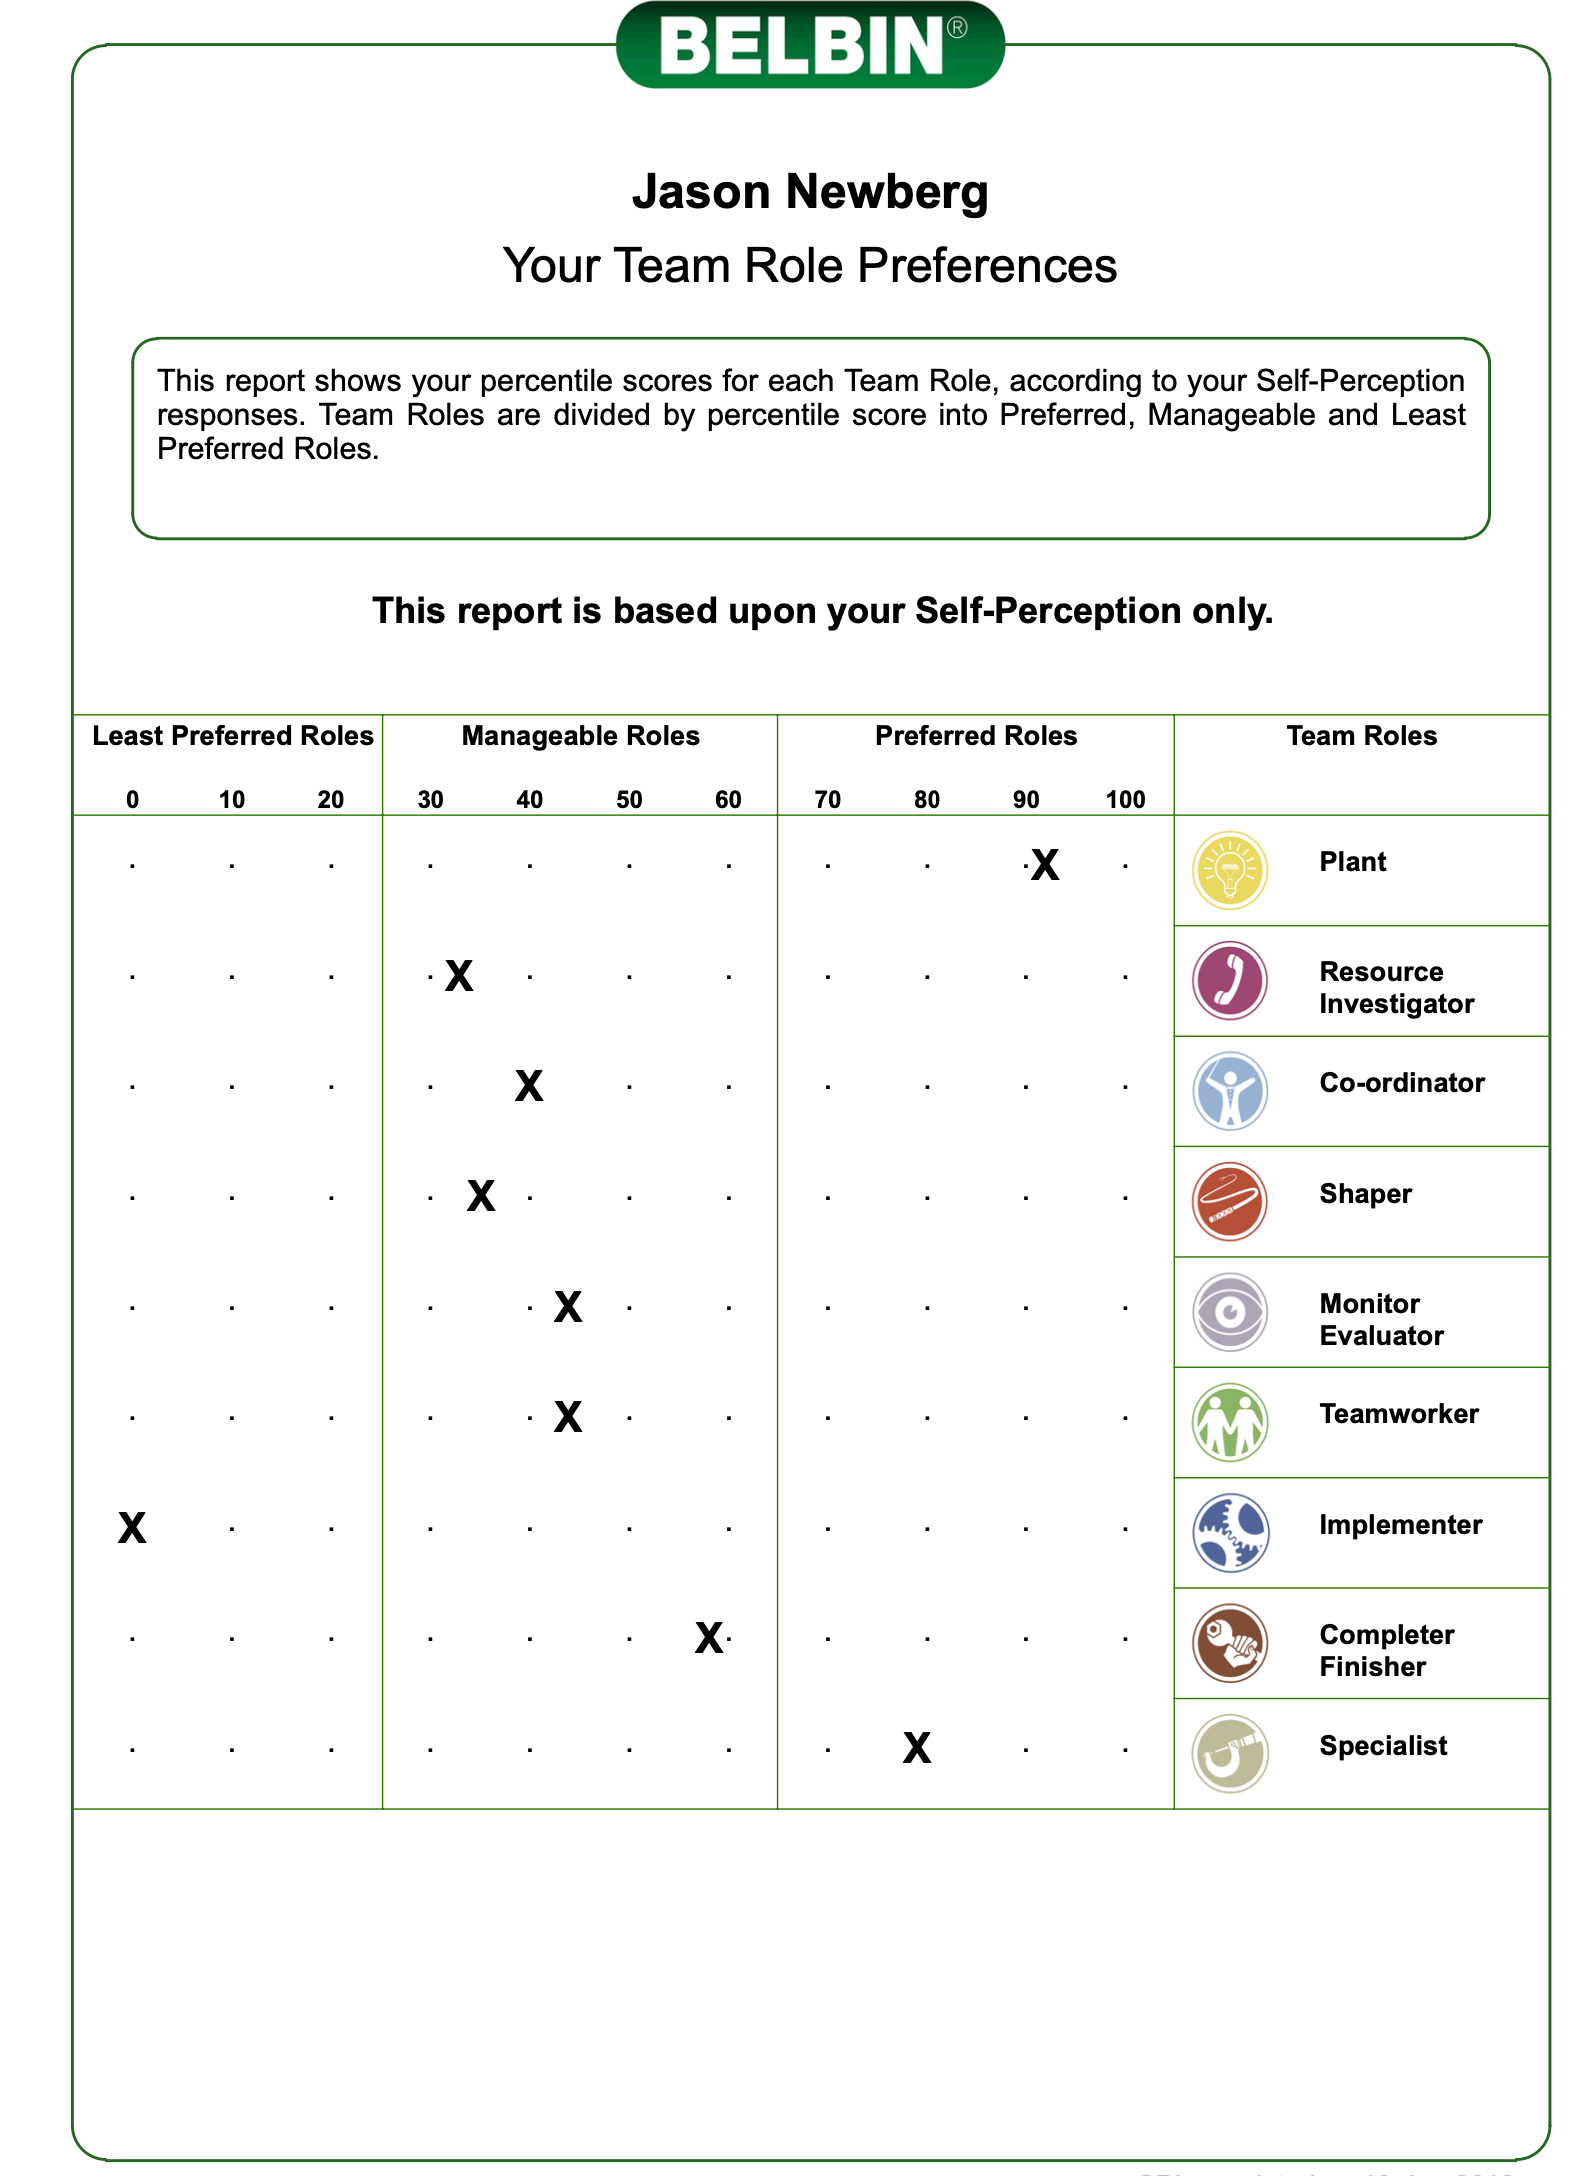 BELBIN®
Jason Newberg
Your Team Role Preferences
This report shows your percentile scores for each Team Role, according to your Self-Perception
responses. Team Roles are divided by percentile score into Preferred, Manageable and Least
Preferred Roles.
This report is based upon your Self-Perception only.
Least Preferred Roles Manageable Roles Preferred Roles Team Roles
0 10 20 30 40 50 60 70 80 90 100
X Plant
X Resource
Investigator
X Co-ordinator
X Shaper
X Monitor
Evaluator
X Teamworker
X Implementer
X Completer
Finisher
X Specialist